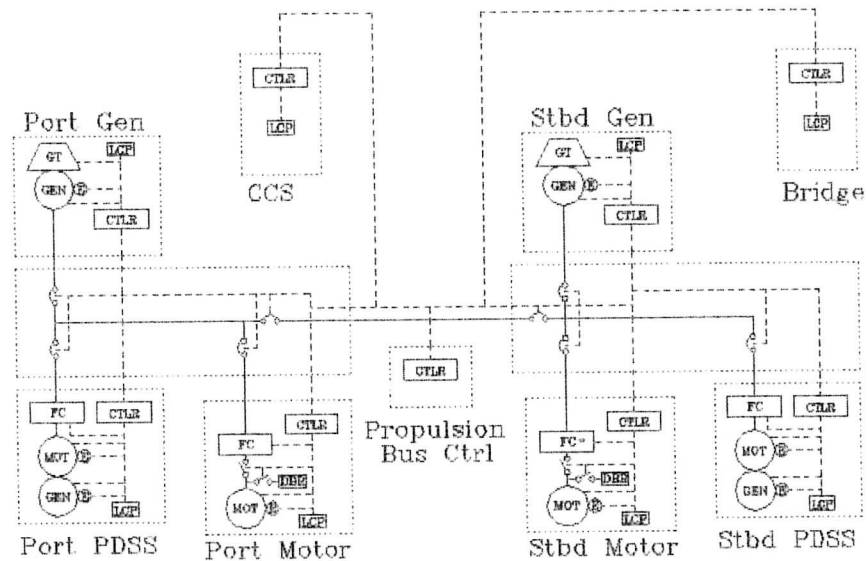 CTLR
CTLR
LCP
LCP
CCS
Bridge
Port Gen
LCP
GT
GEN
E
CTLR
Stbd Gen
LCP
GT
GEN
E
CTLR
CTLR
Propulsion
Bus Ctrl
FC
CTLR
MOT
E
GEN
E
LCP
Port PDSS
CTLR
FC
DBR
MOT
E
LCP
Port Motor
CTLR
FC
DBR
MOT
E
LCP
Stbd Motor
FC
CTLR
MOT
E
GEN
E
LCP
Stbd PDSS